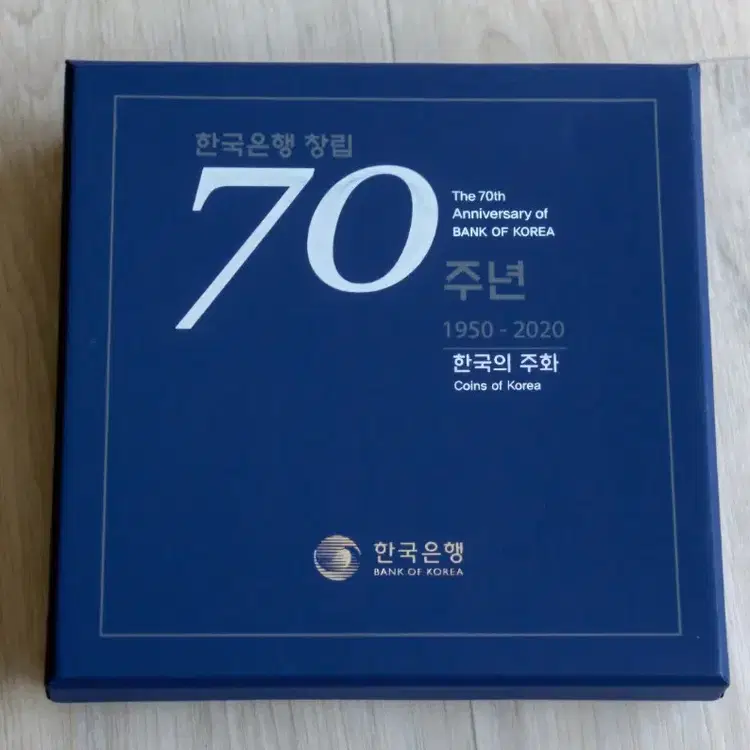 한국은행 창립
70
The 70th
Anniversary of
BANK OF KOREA
주년
1950 - 2020
한국의 주화
Coins of Korea
한국은행
BANK OF KOREA